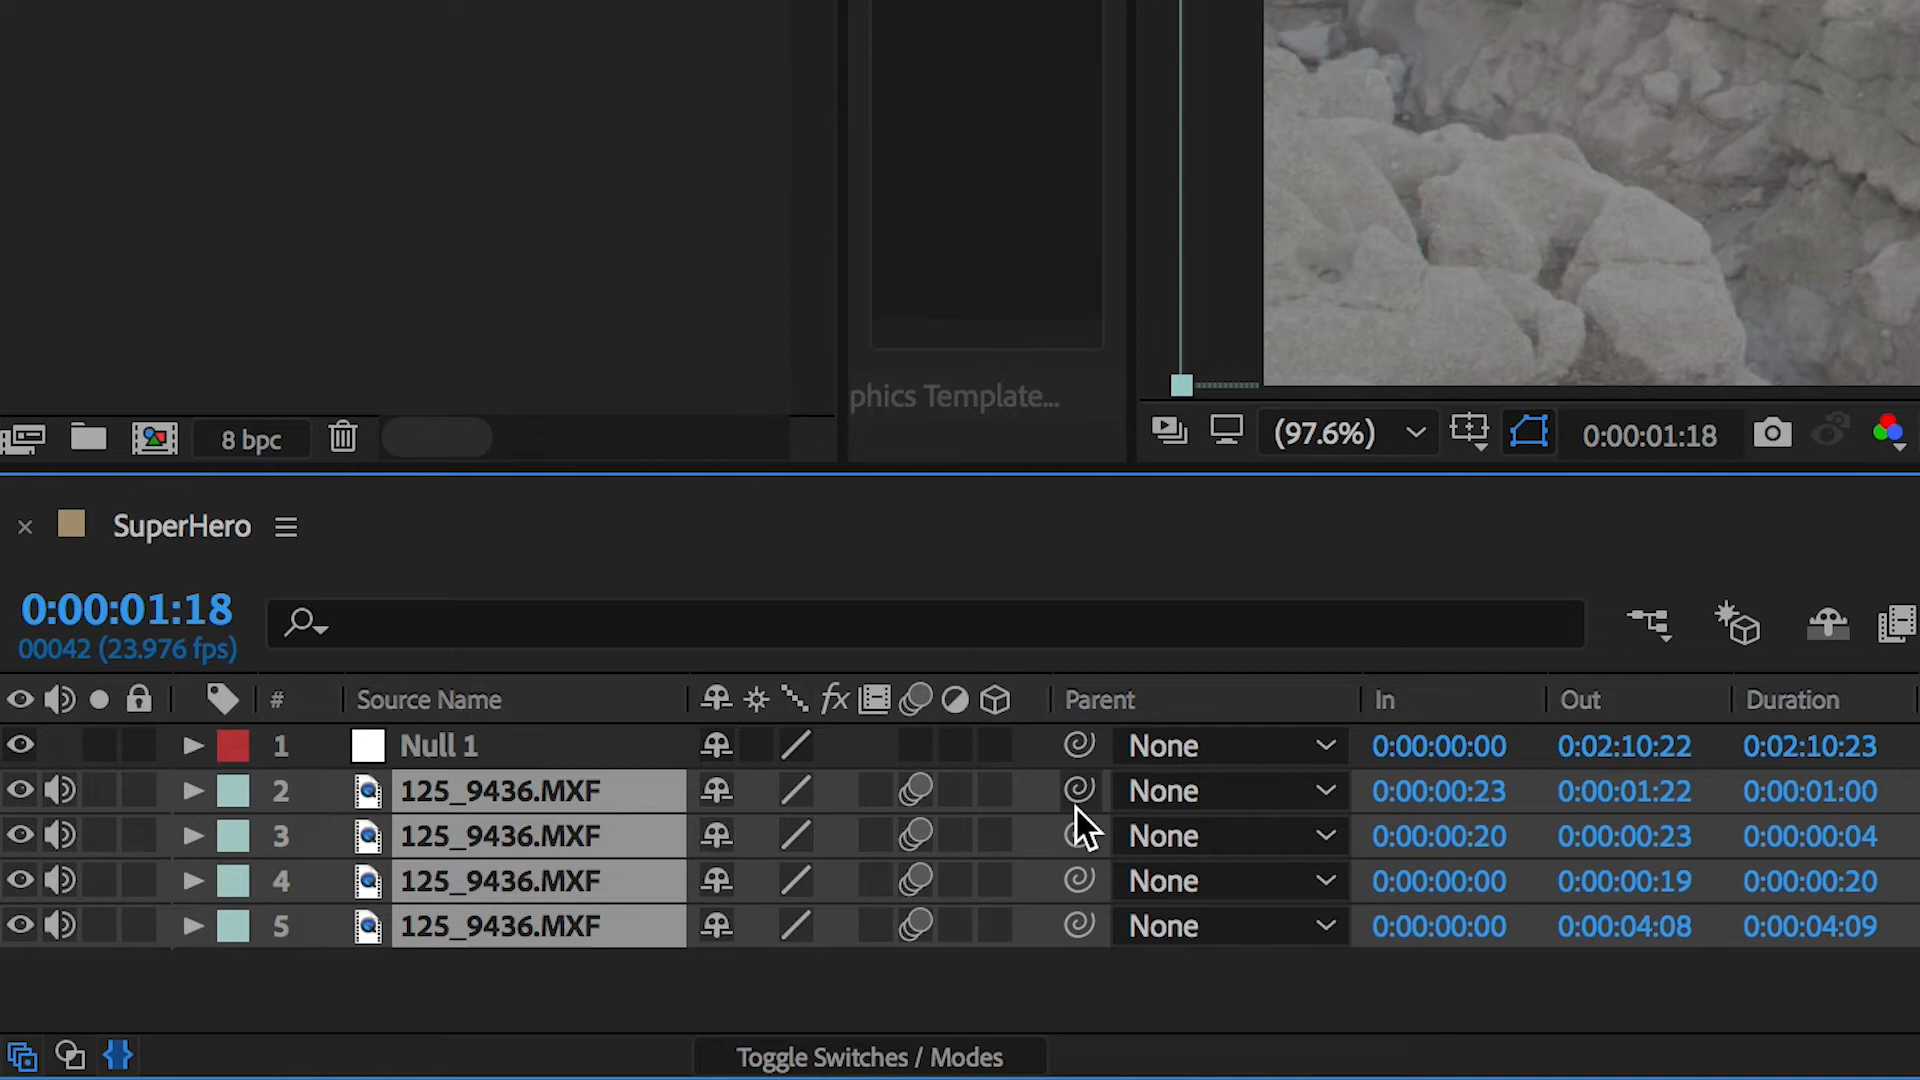 phics Template...
8 bpc
(97.6%) 0:00:01:18
SuperHero
0:00:01:18
00042 (23.976 fps)
# Source Name fx Parent In Out Duration
1 Null 1 None 0:00:00:00 0:02:10:22 0:02:10:23
2 125_9436.MXF None 0:00:00:23 0:00:01:22 0:00:01:00
3 125_9436.MXF None 0:00:00:20 0:00:00:23 0:00:00:04
4 125_9436.MXF None 0:00:00:00 0:00:00:19 0:00:00:20
5 125_9436.MXF None 0:00:00:00 0:00:04:08 0:00:04:09
Toggle Switches / Modes